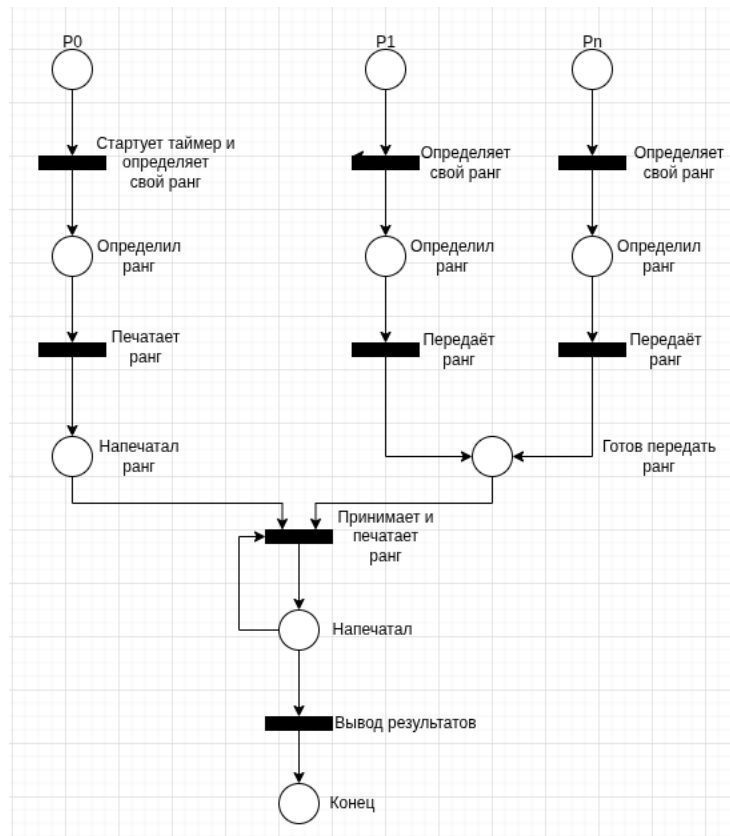 P0
P1
Pn
Стартует таймер и
определяет
свой ранг
Определяет
свой ранг
Определяет
свой ранг
Определил
ранг
Определил
ранг
Определил
ранг
Печатает
ранг
Передаёт
ранг
Передаёт
ранг
Напечатал
ранг
Готов передать
ранг
Принимает и
печатает
ранг
Напечатал
Вывод результатов
Конец